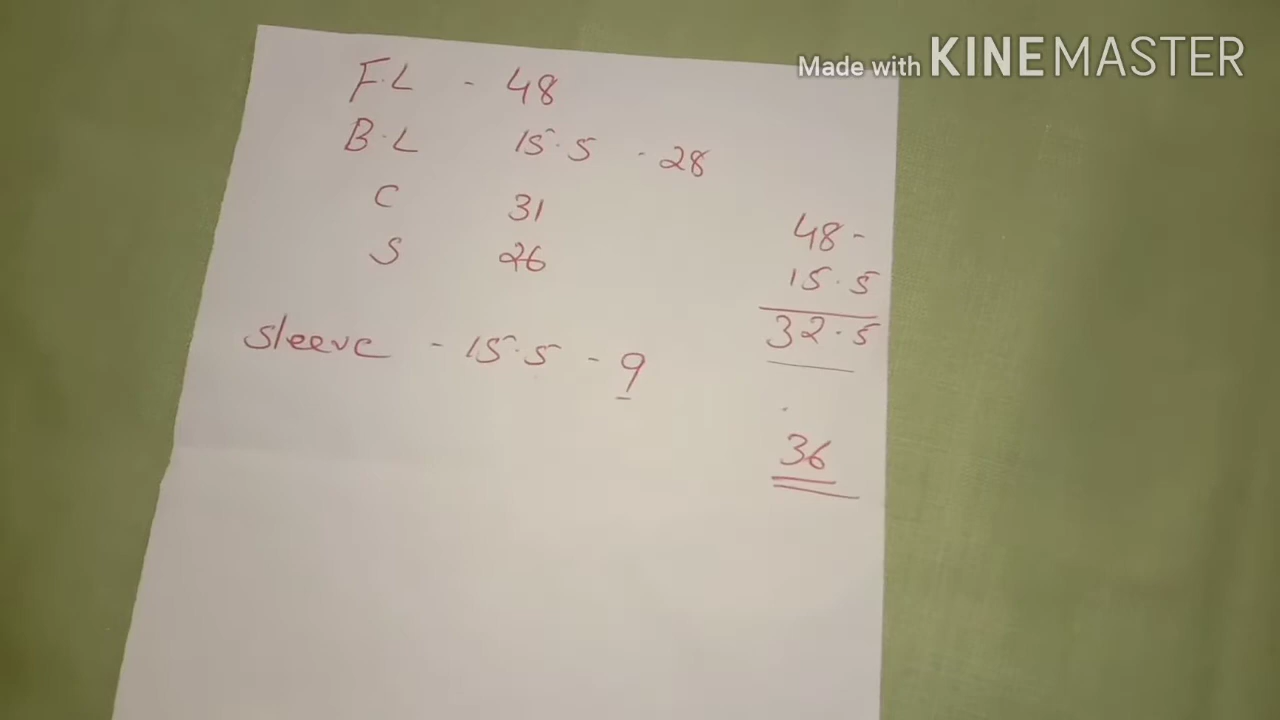 Made with KINEMASTER
F.L - 48
B.L 15.5 - 28
C 31
S 26
Sleeve - 15.5 - 9
48 -
15.5
32.5
36